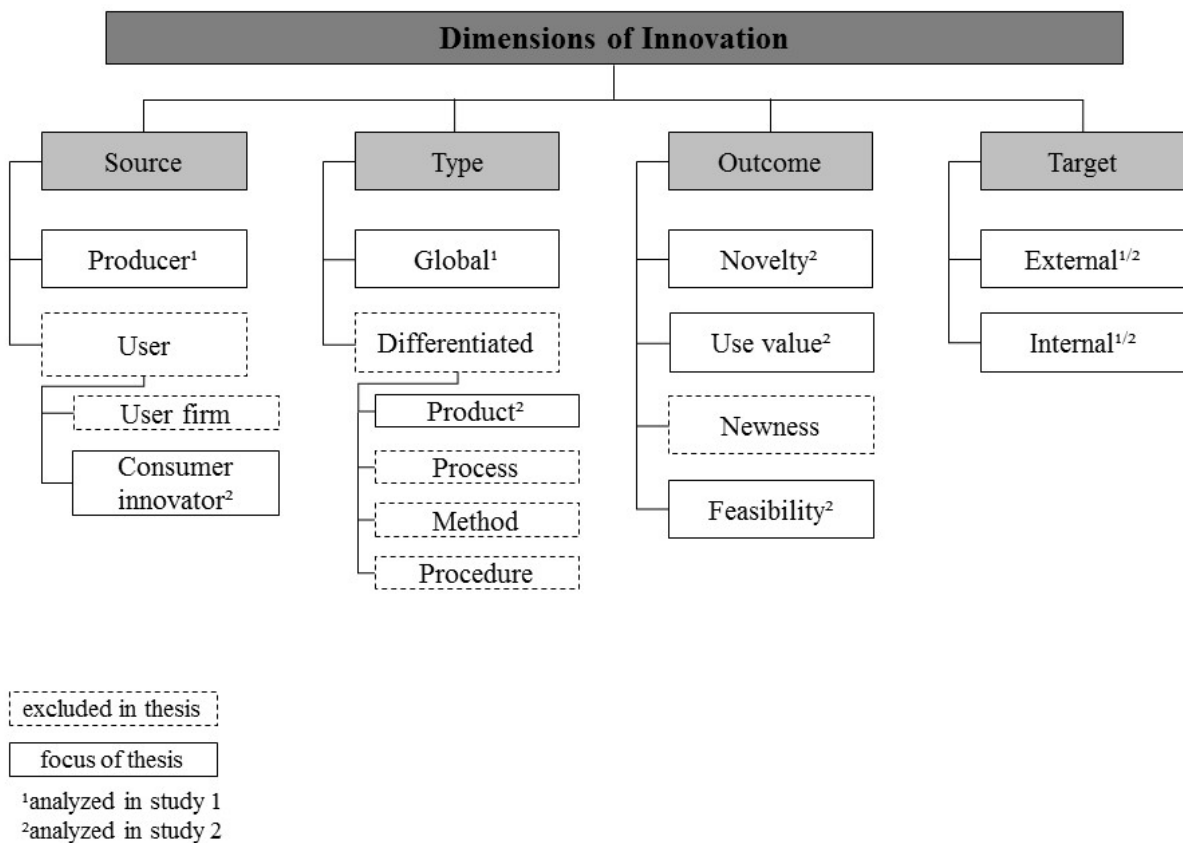 Dimensions of Innovation
Source
Type
Outcome
Target
Producer¹
Global¹
Novelty²
External¹/²
User
Differentiated
Use value²
Internal¹/²
User firm
Product²
Newness
Consumer
innovator²
Process
Method
Feasibility²
Procedure
excluded in thesis
focus of thesis
¹analyzed in study 1
²analyzed in study 2